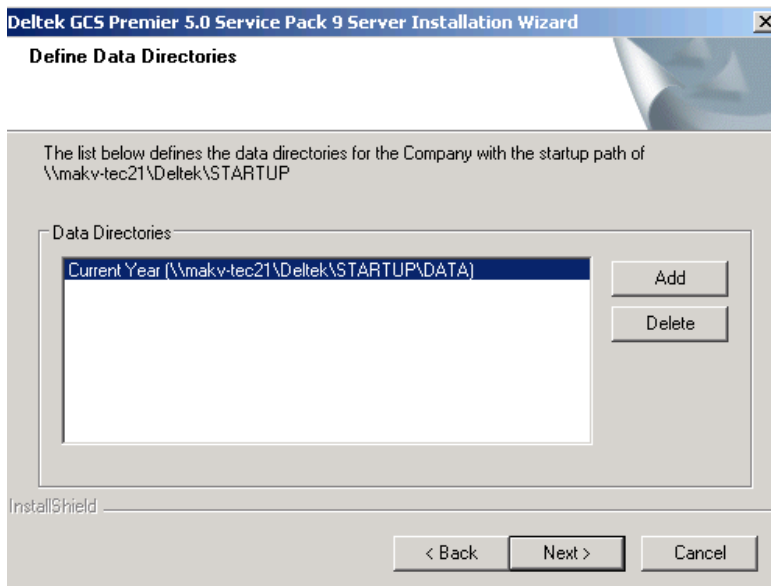 Deltek GCS Premier 5.0 Service Pack 9 Server Installation Wizard
Define Data Directories
The list below defines the data directories for the Company with the startup path of
\\makv-tec21\Deltek\STARTUP
Data Directories
Current Year (\\makv-tec21\Deltek\STARTUP\DATA)
Add
Delete
InstallShield
< Back Next > Cancel